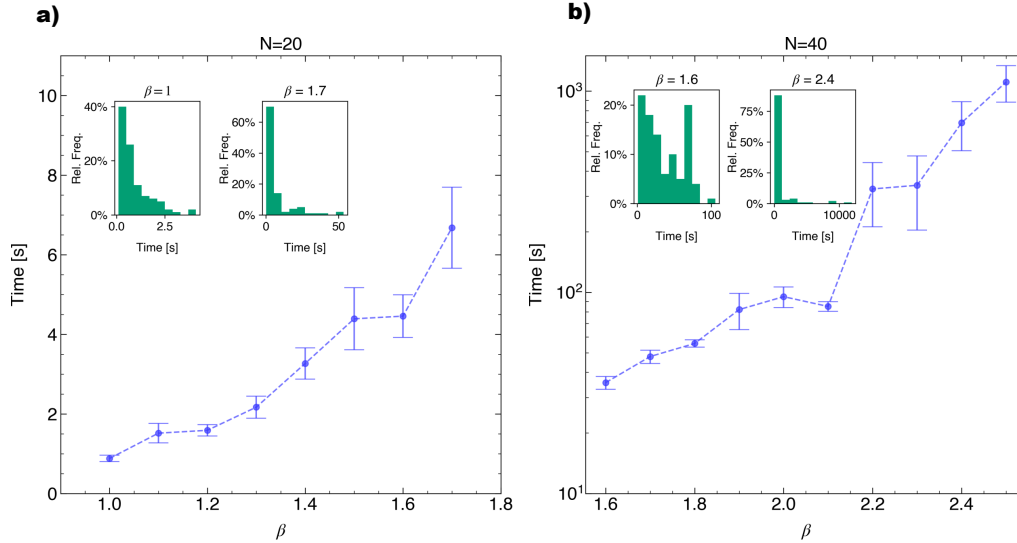 a)
N=20
Time [s]
10
8
6
4
2
0
1.0
1.2
1.4
1.6
1.8
β
β = 1
Rel. Freq.
40%
20%
0%
0.0
2.5
Time [s]
β = 1.7
Rel. Freq.
60%
40%
20%
0%
0
50
Time [s]
b)
N=40
Time [s]
10³
10²
10¹
1.6
1.8
2.0
2.2
2.4
β
β = 1.6
Rel. Freq.
20%
10%
0%
0
100
Time [s]
β = 2.4
Rel. Freq.
75%
50%
25%
0%
0
10000
Time [s]